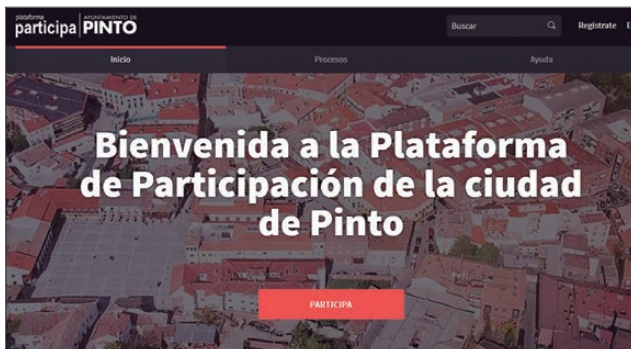 plataforma
participa
AYUNTAMIENTO DE
PINTO
Buscar
Registrate
Inicio
Procesos
Ayuda
Bienvenida a la Plataforma
de Participación de la ciudad
de Pinto
PARTICIPA